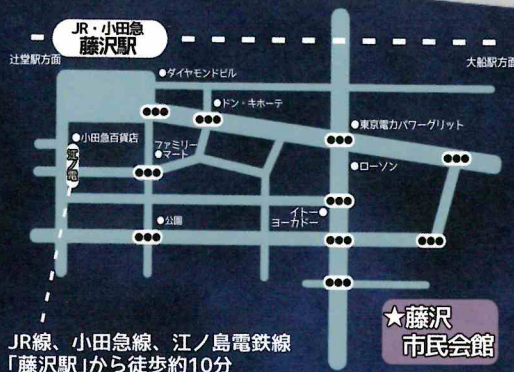 JR・小田急
藤沢駅
辻堂駅方面
大船駅方面
ダイヤモンドビル
ドン・キホーテ
東京電力パワーグリット
小田急百貨店
ファミリー
マート
江ノ電
ローソン
公園
イトー
ヨーカドー
★藤沢
市民会館
JR線、小田急線、江ノ島電鉄線
「藤沢駅」から徒歩約10分